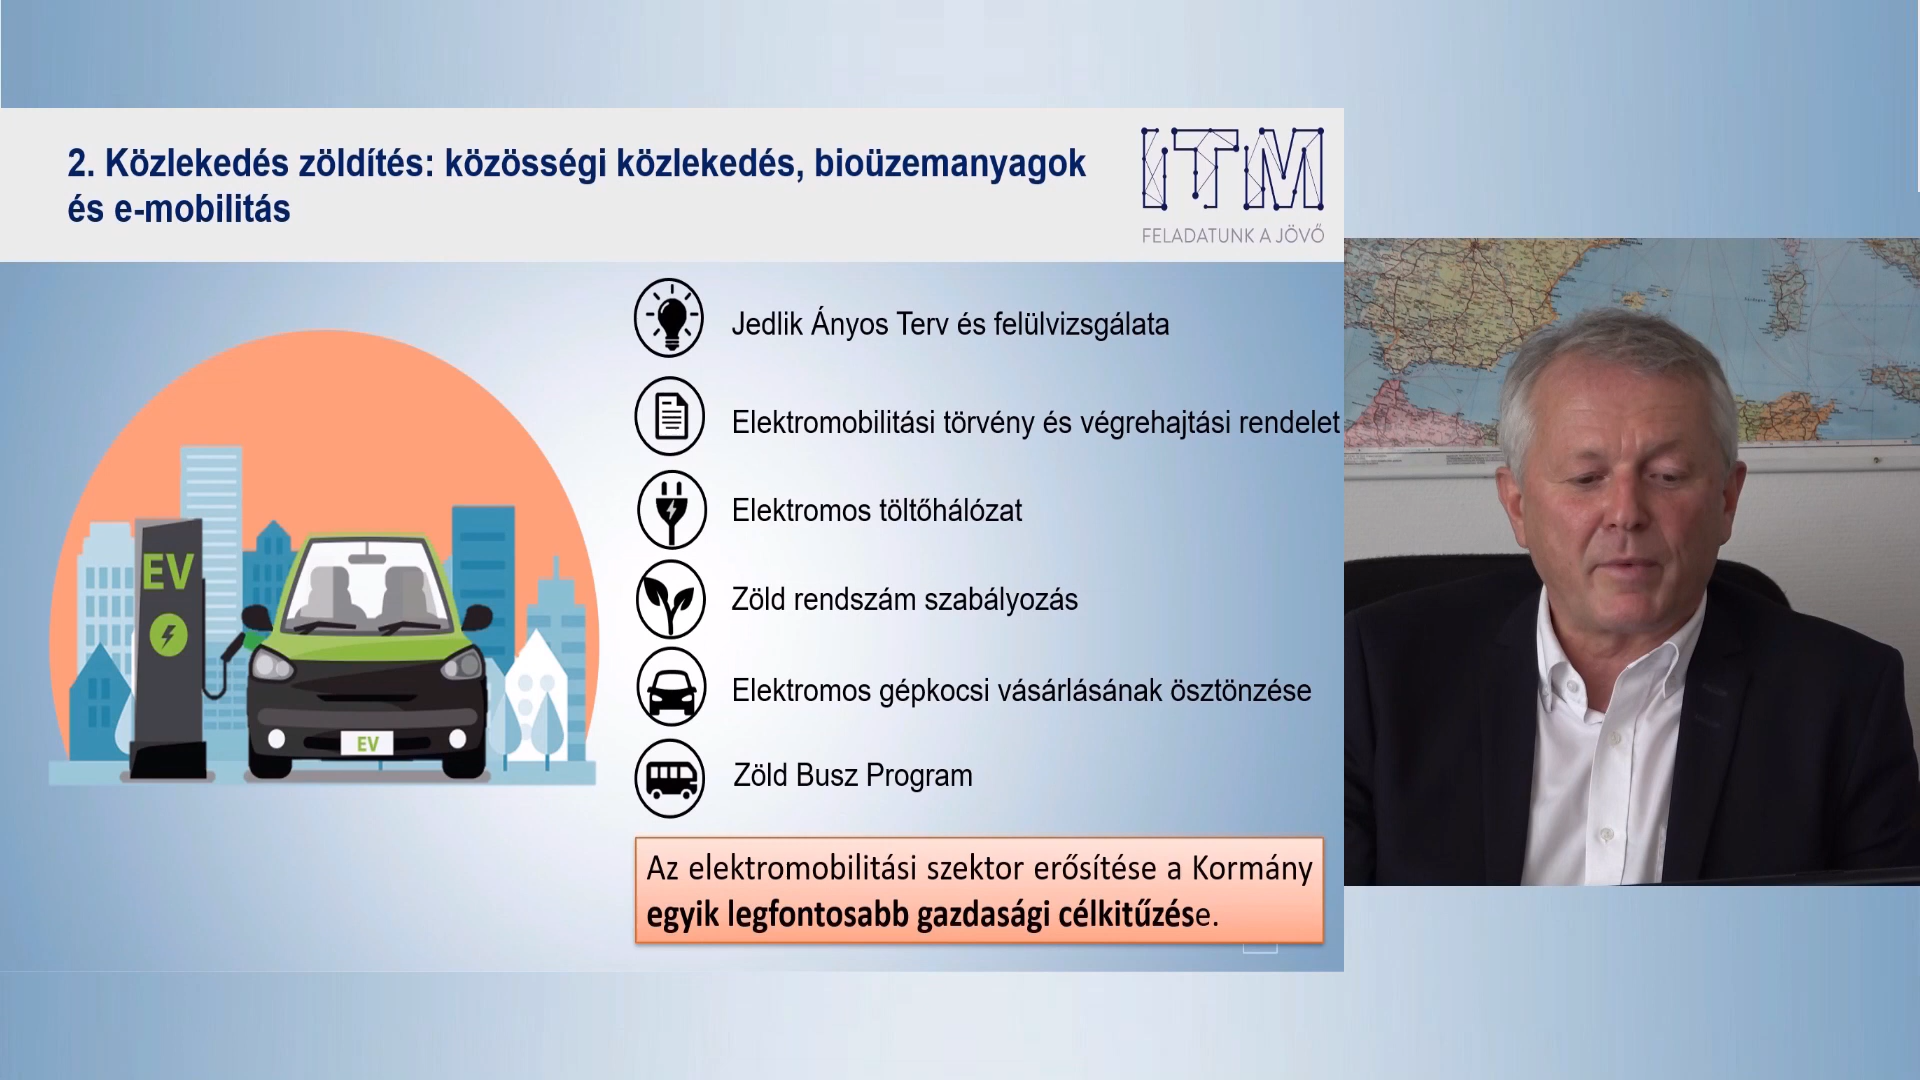 2. Közlekedés zöldítés: közösségi közlekedés, bioüzemanyagok
és e-mobilitás
ITM
FELADATUNK A JÖVŐ
Jedlik Ányos Terv és felülvizsgálata
Elektromobilitási törvény és végrehajtási rendelet
Elektromos töltőhálózat
Zöld rendszám szabályozás
Elektromos gépkocsi vásárlásának ösztönzése
Zöld Busz Program
EV
EV
Az elektromobilitási szektor erősítése a Kormány
egyik legfontosabb gazdasági célkitűzése.